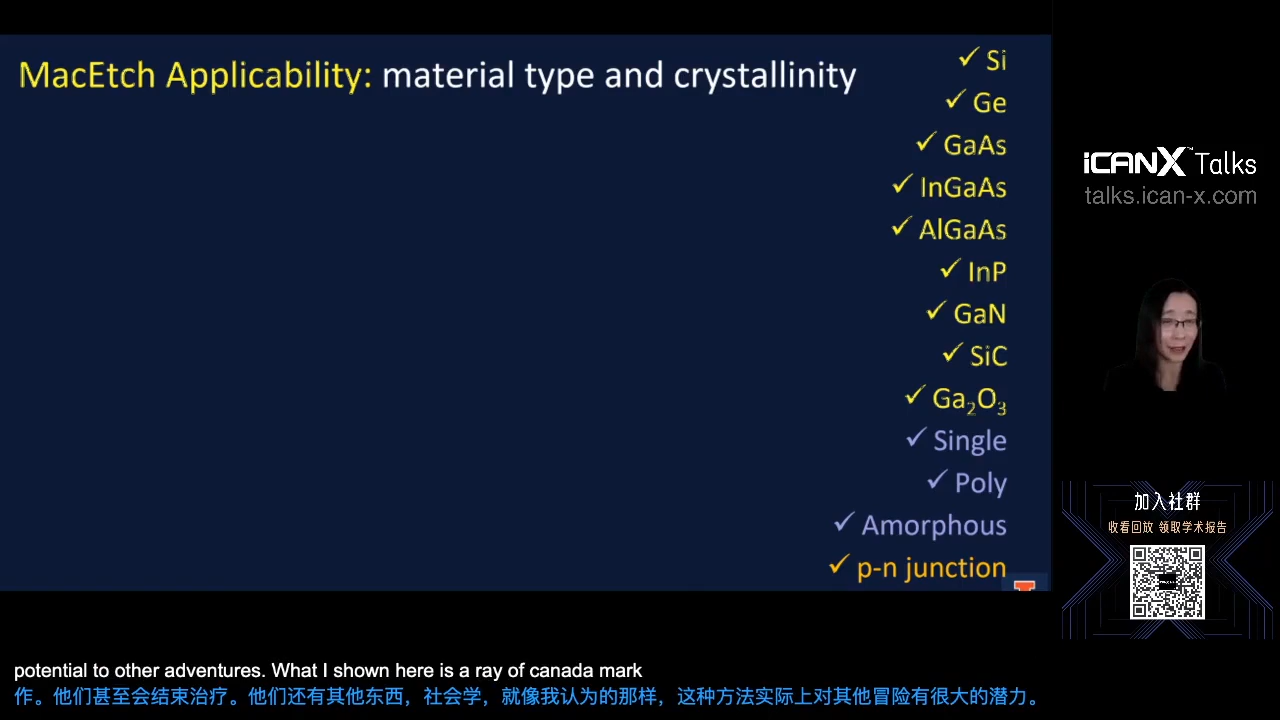 MacEtch Applicability: material type and crystallinity
✓ Si
✓ Ge
✓ GaAs
✓ InGaAs
✓ AlGaAs
✓ InP
✓ GaN
✓ SiC
✓ Ga₂O₃
✓ Single
✓ Poly
✓ Amorphous
✓ p-n junction
iCANX™ Talks
talks.ican-x.com
加入社群
收看回放 领取学术报告
potential to other adventures. What I shown here is a ray of canada mark
作。他们甚至会结束治疗。他们还有其他东西，社会学，就像我认为的那样，这种方法实际上对其他冒险有很大的潜力。